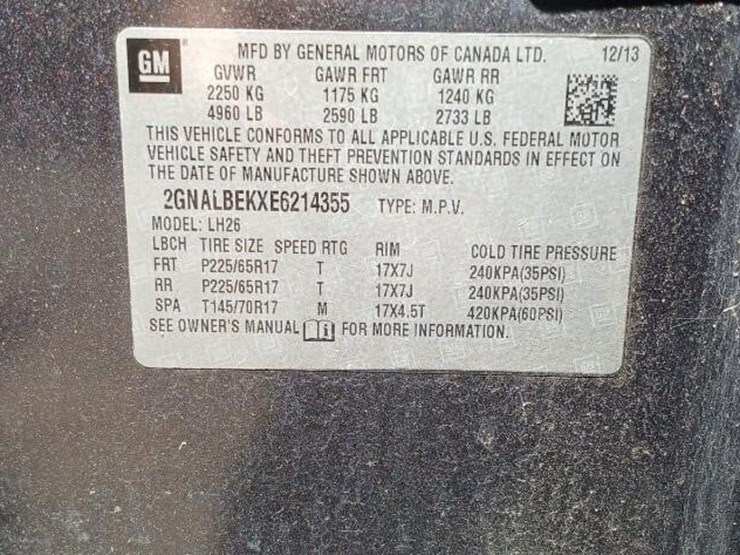 GM
MFD BY GENERAL MOTORS OF CANADA LTD. 12/13
GVWR GAWR FRT GAWR RR
2250 KG 1175 KG 1240 KG
4960 LB 2590 LB 2733 LB
THIS VEHICLE CONFORMS TO ALL APPLICABLE U.S. FEDERAL MOTOR
VEHICLE SAFETY AND THEFT PREVENTION STANDARDS IN EFFECT ON
THE DATE OF MANUFACTURE SHOWN ABOVE.
2GNALBEKXE6214355 TYPE: M.P.V.
MODEL: LH26
LBCH TIRE SIZE SPEED RTG RIM COLD TIRE PRESSURE
FRT P225/65R17 T 17X7J 240KPA(35PSI)
RR P225/65R17 T 17X7J 240KPA(35PSI)
SPA T145/70R17 M 17X4.5T 420KPA(60PSI)
SEE OWNER'S MANUAL i FOR MORE INFORMATION.